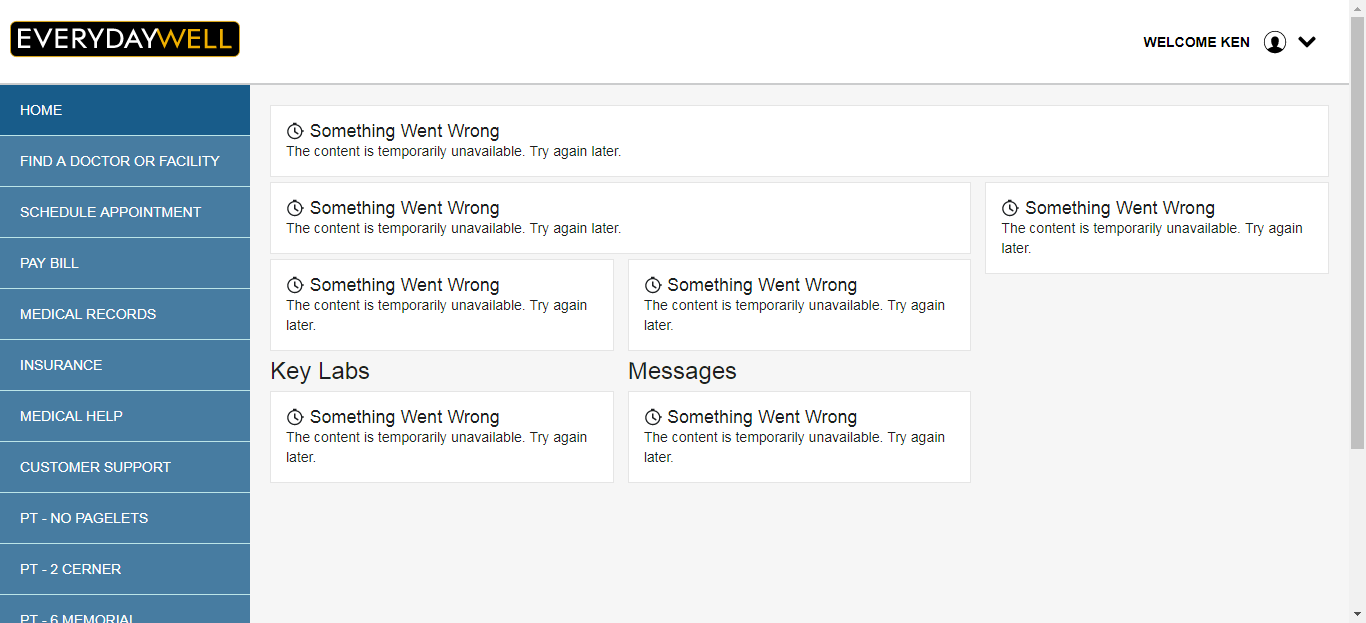 EVERYDAYWELL
WELCOME KEN
HOME
FIND A DOCTOR OR FACILITY
SCHEDULE APPOINTMENT
PAY BILL
MEDICAL RECORDS
INSURANCE
MEDICAL HELP
CUSTOMER SUPPORT
PT - NO PAGELETS
PT - 2 CERNER
PT - 6 MEMORIAL
Something Went Wrong
The content is temporarily unavailable. Try again later.
Something Went Wrong
The content is temporarily unavailable. Try again later.
Something Went Wrong
The content is temporarily unavailable. Try again
later.
Something Went Wrong
The content is temporarily unavailable. Try again
later.
Something Went Wrong
The content is temporarily unavailable. Try again
later.
Key Labs
Something Went Wrong
The content is temporarily unavailable. Try again
later.
Messages
Something Went Wrong
The content is temporarily unavailable. Try again
later.